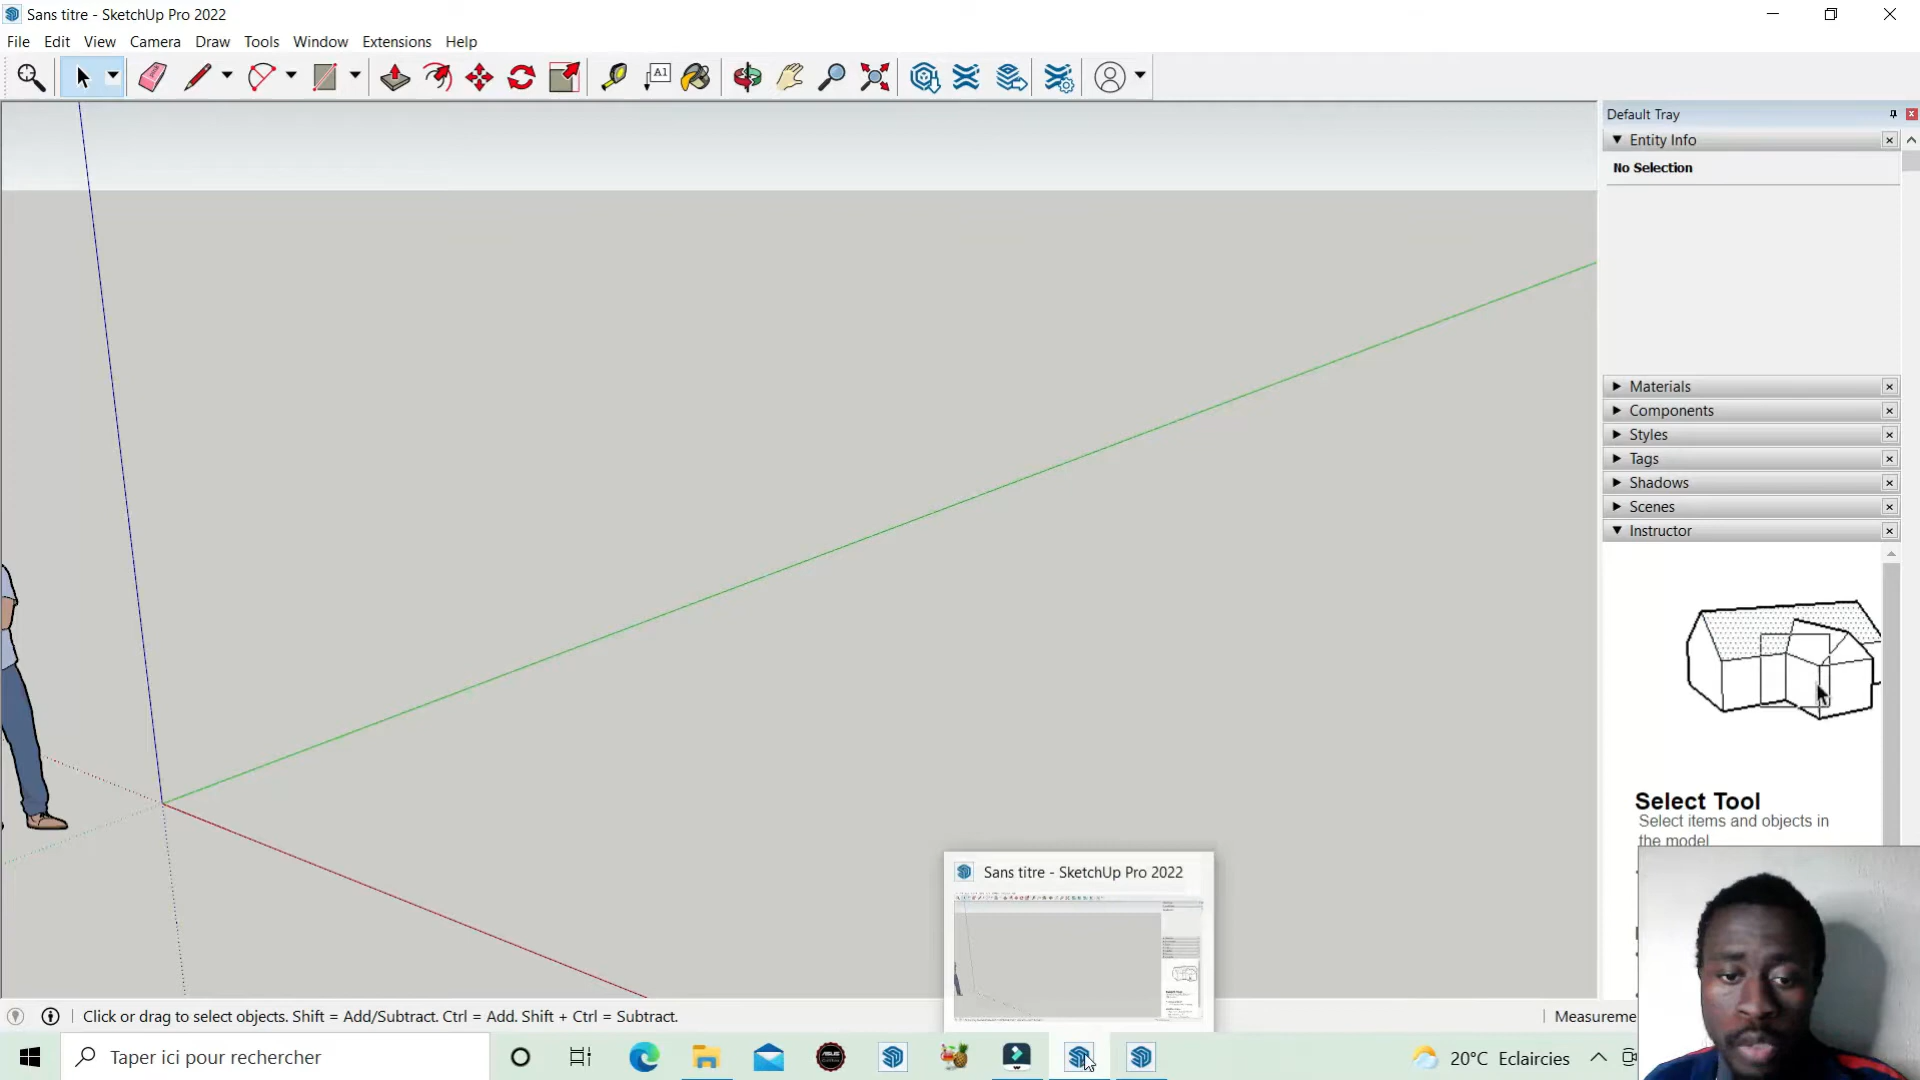 Sans titre - SketchUp Pro 2022
File Edit View Camera Draw Tools Window Extensions Help
A1
Default Tray
Entity Info
No Selection
Materials
Components
Styles
Tags
Shadows
Scenes
Instructor
Select Tool
Select items and objects in
the model
Sans titre - SketchUp Pro 2022
Click or drag to select objects. Shift = Add/Subtract. Ctrl = Add. Shift + Ctrl = Subtract.
Measureme
Taper ici pour rechercher
20°C Eclaircies